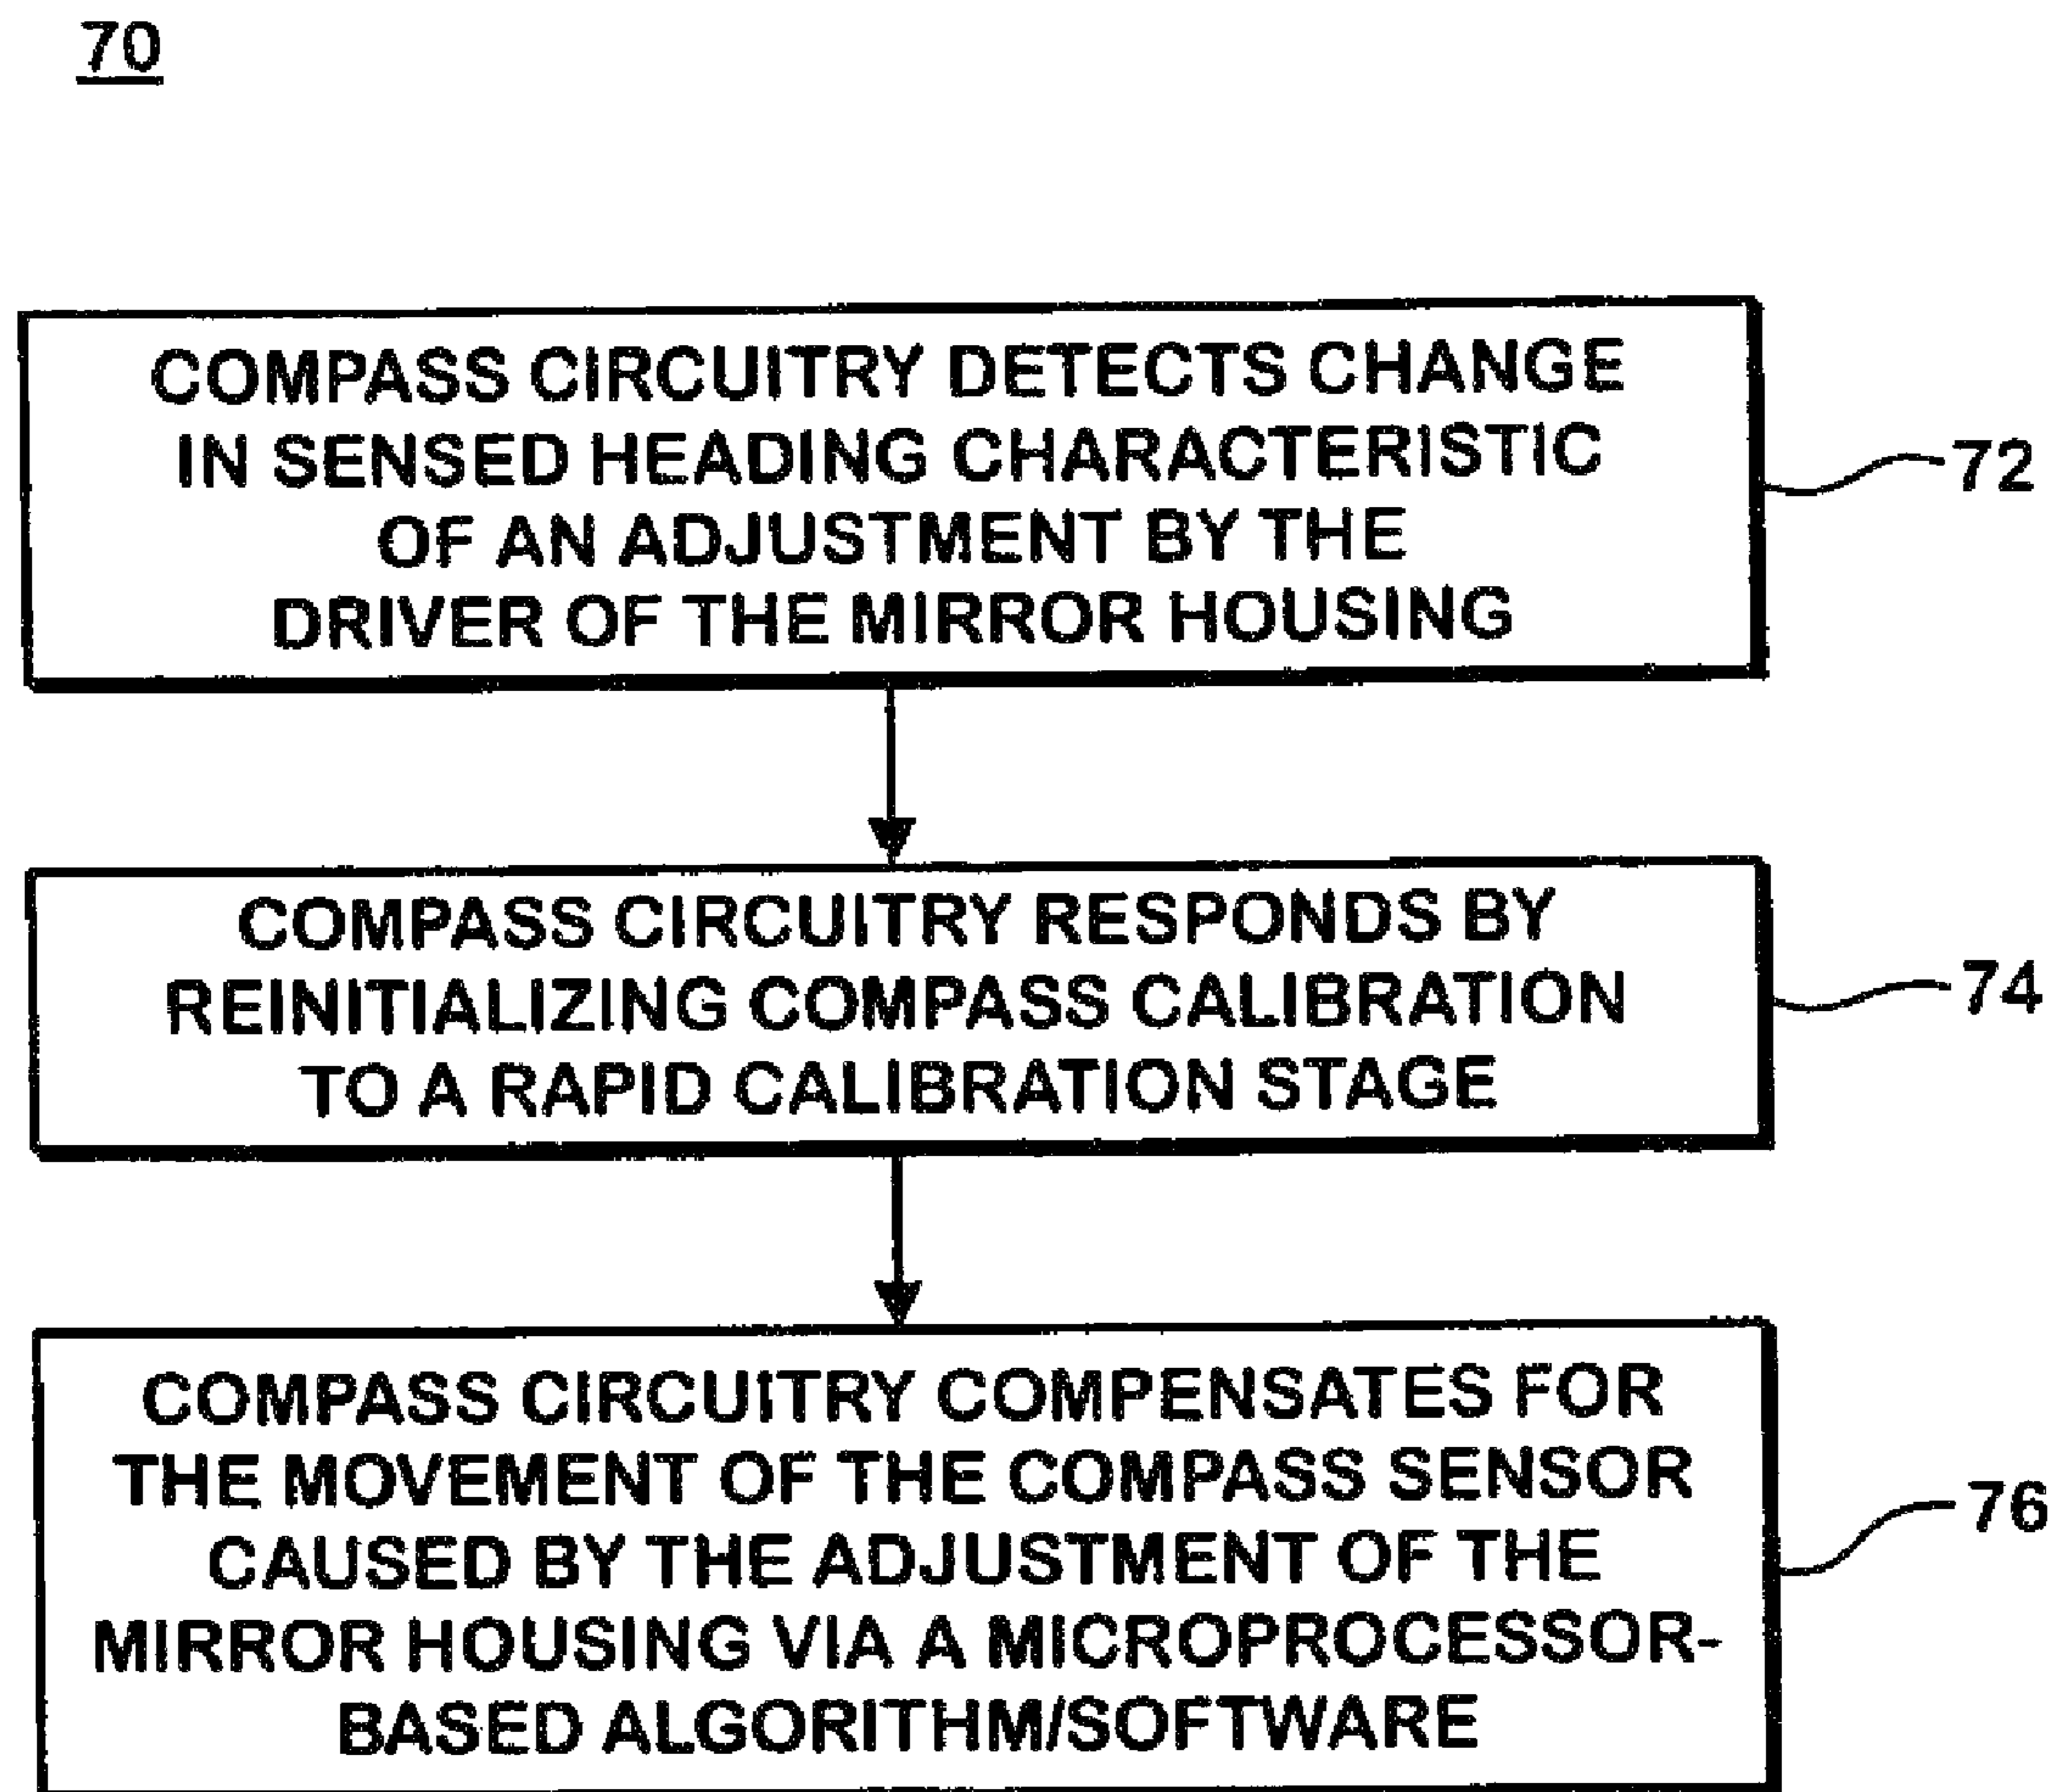 70
COMPASS CIRCUITRY DETECTS CHANGE
IN SENSED HEADING CHARACTERISTIC
OF AN ADJUSTMENT BY THE
DRIVER OF THE MIRROR HOUSING
72
COMPASS CIRCUITRY RESPONDS BY
REINITIALIZING COMPASS CALIBRATION
TO A RAPID CALIBRATION STAGE
74
COMPASS CIRCUITRY COMPENSATES FOR
THE MOVEMENT OF THE COMPASS SENSOR
CAUSED BY THE ADJUSTMENT OF THE
MIRROR HOUSING VIA A MICROPROCESSOR-
BASED ALGORITHM/SOFTWARE
76